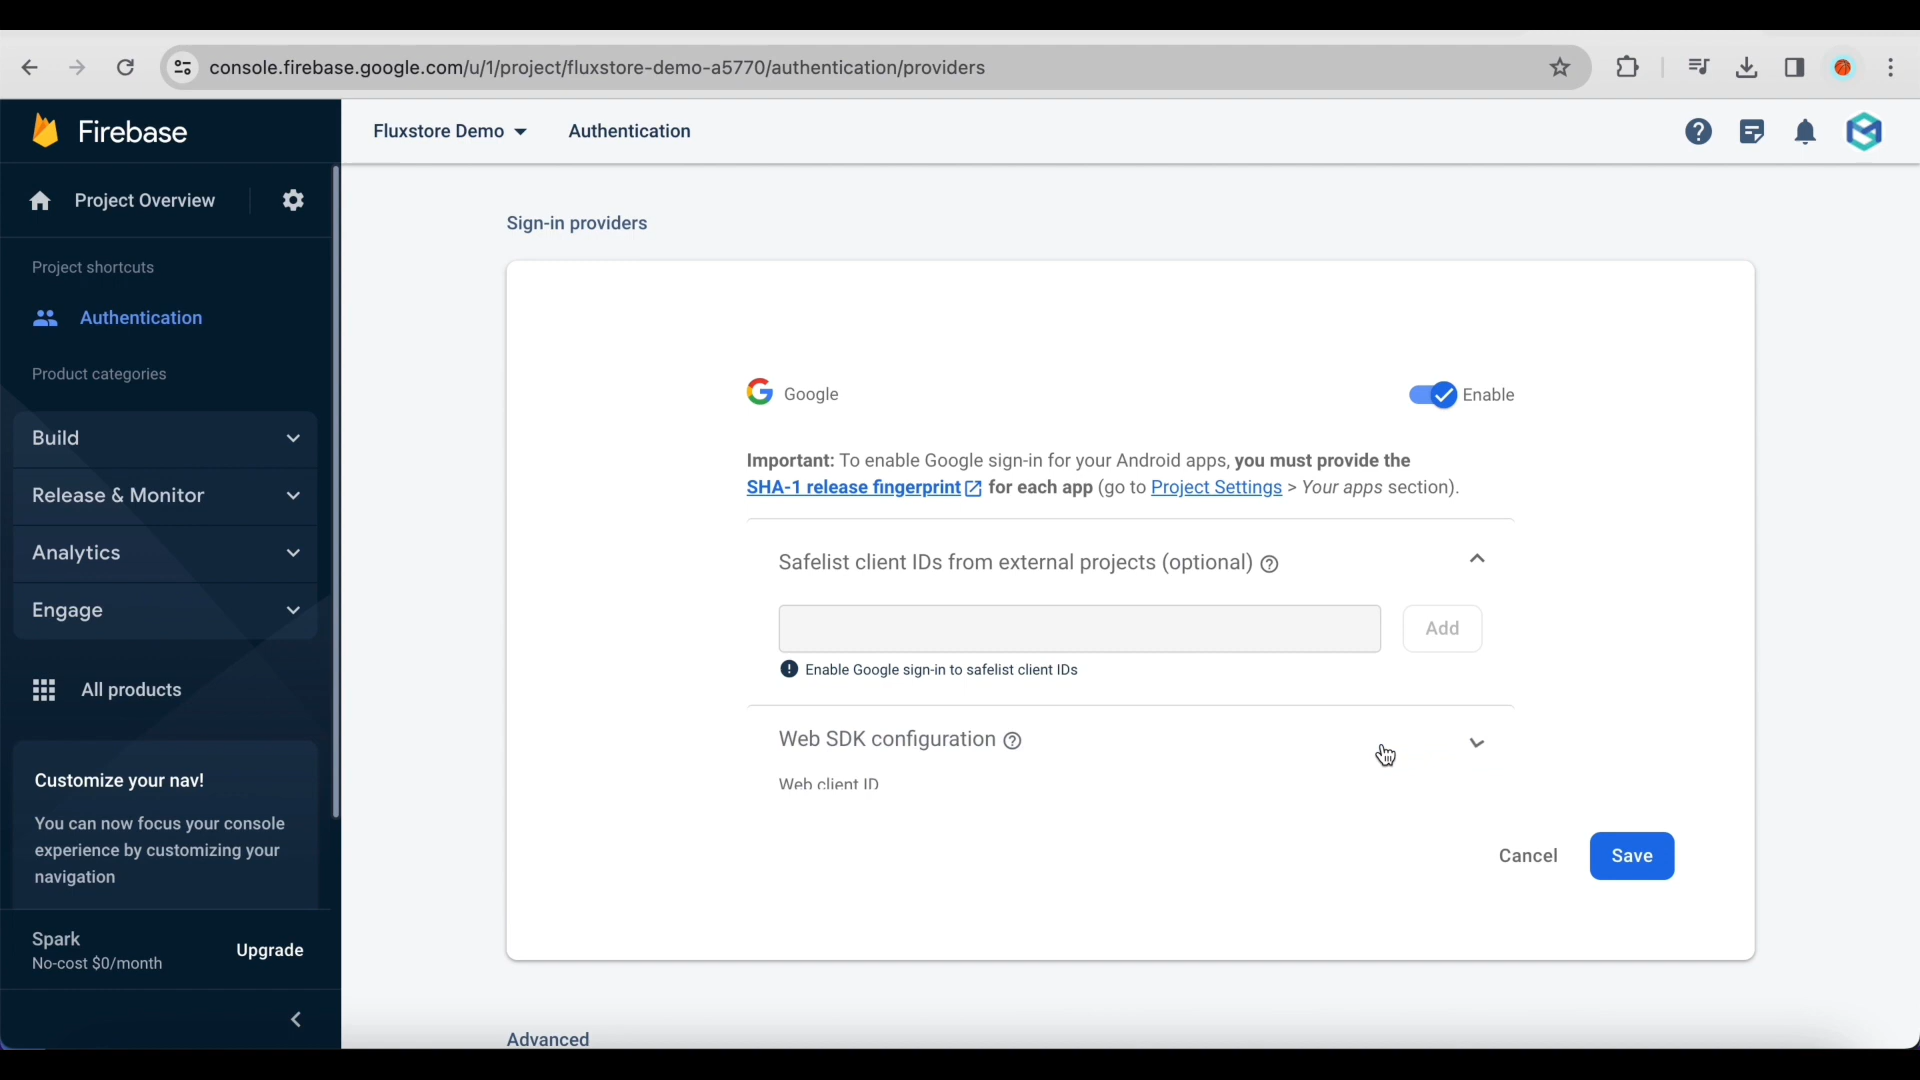 console.firebase.google.com/u/1/project/fluxstore-demo-a5770/authentication/providers
Firebase
Fluxstore Demo
Authentication
Project Overview
Project shortcuts
Authentication
Product categories
Build
Release & Monitor
Analytics
Engage
All products
Customize your nav!
You can now focus your console
experience by customizing your
navigation
Spark
No-cost $0/month
Upgrade
Sign-in providers
Google
Enable
Important: To enable Google sign-in for your Android apps, you must provide the
SHA-1 release fingerprint for each app (go to Project Settings > Your apps section).
Safelist client IDs from external projects (optional)
Add
Enable Google sign-in to safelist client IDs
Web SDK configuration
Web client ID
Cancel
Save
Advanced